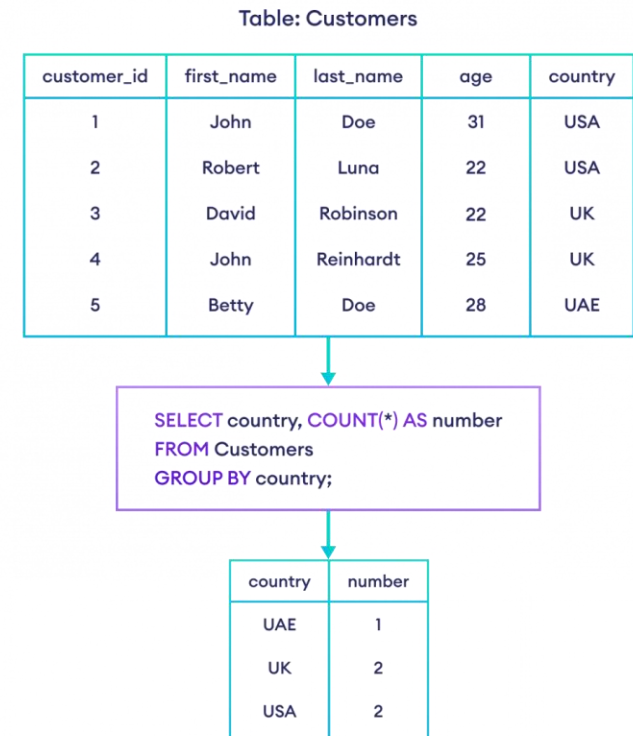 Table: Customers
customer_id first_name last_name age country
1 John Doe 31 USA
2 Robert Luna 22 USA
3 David Robinson 22 UK
4 John Reinhardt 25 UK
5 Betty Doe 28 UAE
SELECT country, COUNT(*) AS number
FROM Customers
GROUP BY country;
country number
UAE 1
UK 2
USA 2